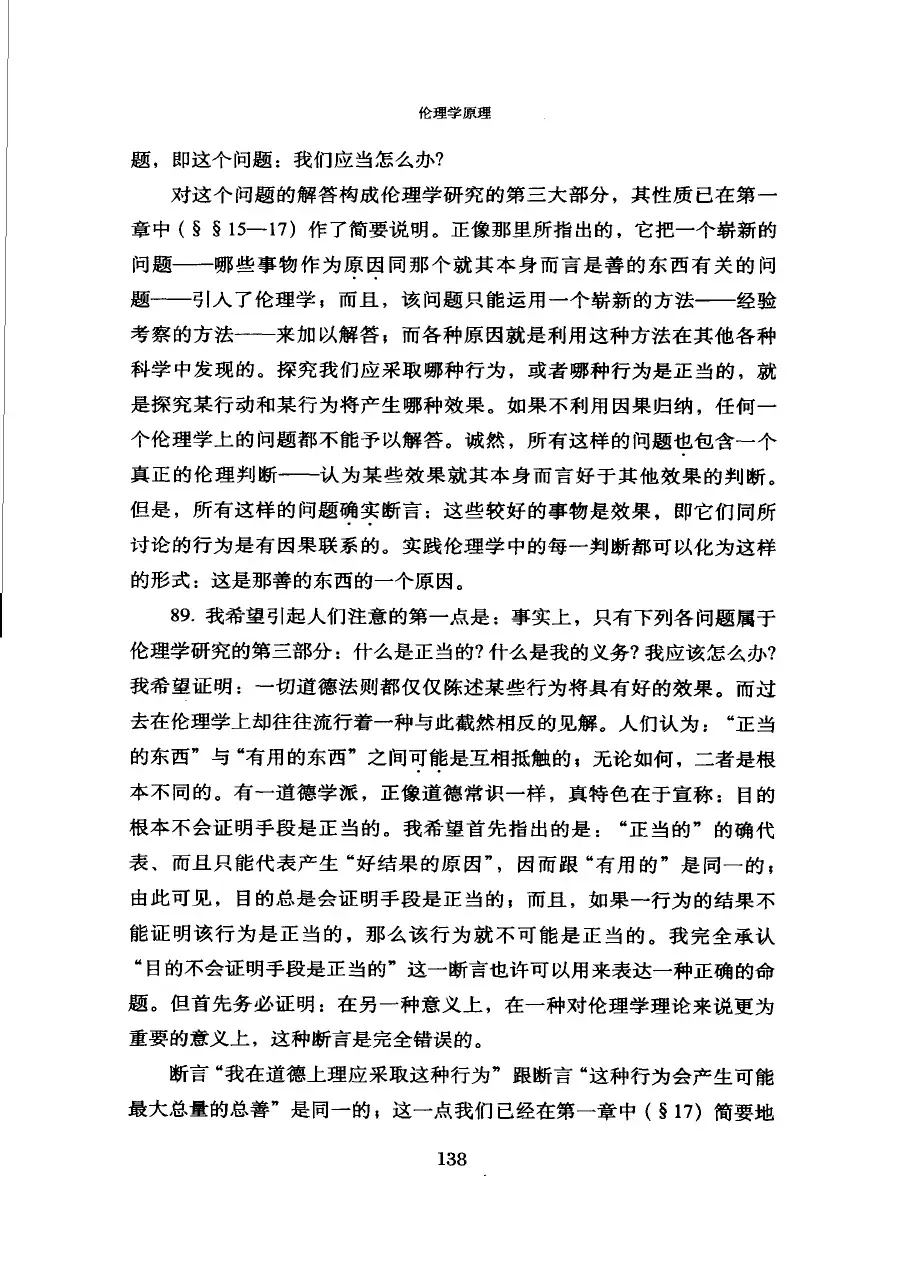 伦理学原理
题，即这个问题：我们应当怎么办?
对这个问题的解答构成伦理学研究的第三大部分，其性质已在第一
章中（§§15—17）作了简要说明。正像那里所指出的，它把一个崭新的
问题——哪些事物作为原因同那个就其本身而言是善的东西有关的问
题——引入了伦理学；而且，该问题只能运用一个崭新的方法——经验
考察的方法——来加以解答；而各种原因就是利用这种方法在其他各种
科学中发现的。探究我们应采取哪种行为，或者哪种行为是正当的，就
是探究某行动和某行为将产生哪种效果。如果不利用因果归纳，任何一
个伦理学上的问题都不能予以解答。诚然，所有这样的问题也包含一个
真正的伦理判断——认为某些效果就其本身而言好于其他效果的判断。
但是，所有这样的问题确实断言：这些较好的事物是效果，即它们同所
讨论的行为是有因果联系的。实践伦理学中的每一判断都可以化为这样
的形式：这是那善的东西的一个原因。
89. 我希望引起人们注意的第一点是：事实上，只有下列各问题属于
伦理学研究的第三部分：什么是正当的?什么是我的义务?我应该怎么办?
我希望证明：一切道德法则都仅仅陈述某些行为将具有好的效果。而过
去在伦理学上却往往流行着一种与此截然相反的见解。人们认为：“正当
的东西”与“有用的东西”之间可能是互相抵触的；无论如何，二者是根
本不同的。有一道德学派，正像道德常识一样，真特色在于宣称：目的
根本不会证明手段是正当的。我希望首先指出的是：“正当的”的确代
表、而且只能代表产生“好结果的原因”，因而跟“有用的”是同一的；
由此可见，目的总是会证明手段是正当的；而且，如果一行为的结果不
能证明该行为是正当的，那么该行为就不可能是正当的。我完全承认
“目的不会证明手段是正当的”这一断言也许可以用来表达一种正确的命
题。但首先务必证明：在另一种意义上，在一种对伦理学理论来说更为
重要的意义上，这种断言是完全错误的。
断言“我在道德上理应采取这种行为”跟断言“这种行为会产生可能
最大总量的总善”是同一的；这一点我们已经在第一章中（§17）简要地
138